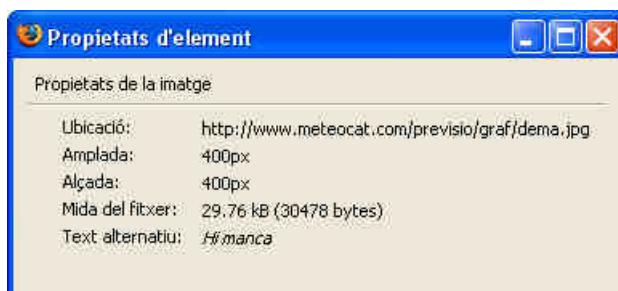 Propietats d'element
Propietats de la imatge
Ubicació: http://www.meteocat.com/previsio/graf/dema.jpg
Amplada: 400px
Alçada: 400px
Mida del fitxer: 29.76 kB (30478 bytes)
Text alternatiu: Hi manca